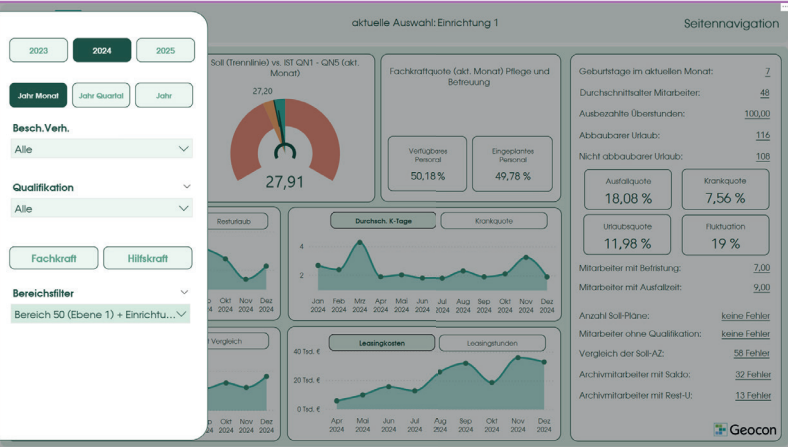 aktuelle Auswahl: Einrichtung 1
Seitennavigation
2023
2024
2025
Jahr Monat
Jahr Quartal
Jahr
Besch.Verh.
Alle
Qualifikation
Alle
Fachkraft
Hilfskraft
Bereichsfilter
Bereich 50 (Ebene 1) + Einrichtu...
Soll (Trennlinie) vs. IST QN1 - QN5 (akt.
Monat)
27,20
27,91
Fachkraftquote (akt. Monat) Pflege und
Betreuung
Verfügbares
Personal
50,18 %
Eingeplantes
Personal
49,78 %
Resturlaub
Okt Nov Dez
2024 2024
Durchsch. K-Tage
Krankquote
4
2
Jan Feb Mrz Apr Mai Jun Jul Aug Sep Okt Nov Dez
2024 2024 2024 2024 2024 2024 2024 2024 2024 2024 2024 2024
Vergleich
Okt Nov Dez
2024 2024
Leasingkosten
Leasingstunden
40 Tsd. €
20 Tsd. €
0 Tsd. €
Apr Mai Jun Jul Aug Sep Okt Nov Dez
2024 2024 2024 2024 2024 2024 2024 2024 2024
Geburtstage im aktuellen Monat: 7
Durchschnittsalter Mitarbeiter: 48
Ausbezahlte Überstunden: 100,00
Abbaubarer Urlaub: 116
Nicht abbaubarer Urlaub: 108
Ausfallquote
18,08 %
Krankquote
7,56 %
Urlaubsquote
11,98 %
Fluktuation
19 %
Mitarbeiter mit Befristung: 7,00
Mitarbeiter mit Ausfallzeit: 9,00
Anzahl Soll-Pläne: keine Fehler
Mitarbeiter ohne Qualifikation: keine Fehler
Vergleich der Soll-AZ: 58 Fehler
Archivmitarbeiter mit Saldo: 32 Fehler
Archivmitarbeiter mit Rest-U: 13 Fehler
Geocon